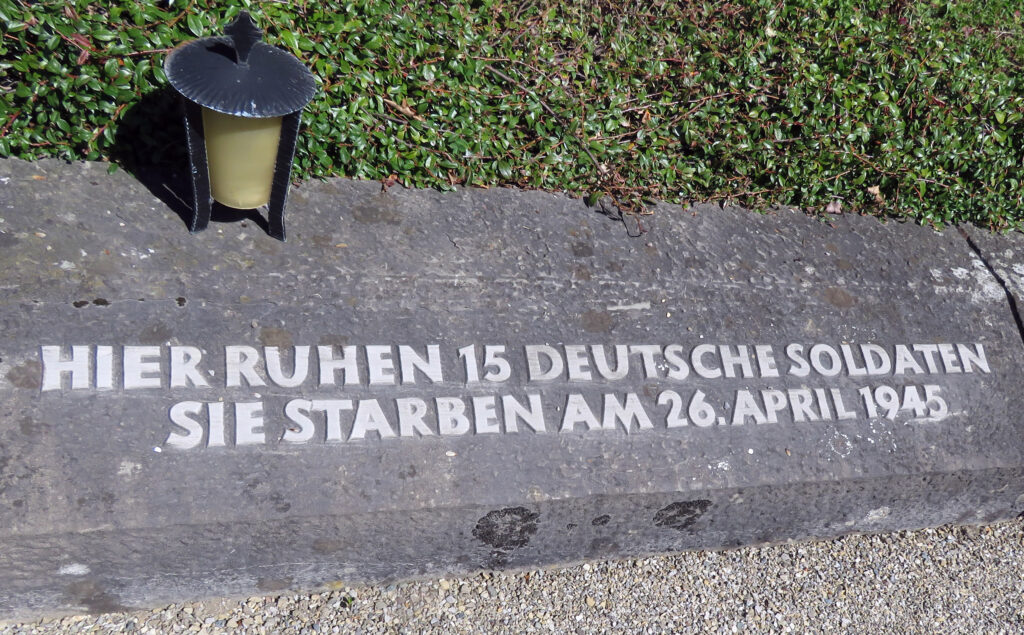 HIER RUHEN 15 DEUTSCHE SOLDATEN
SIE STARBEN AM 26. APRIL 1945